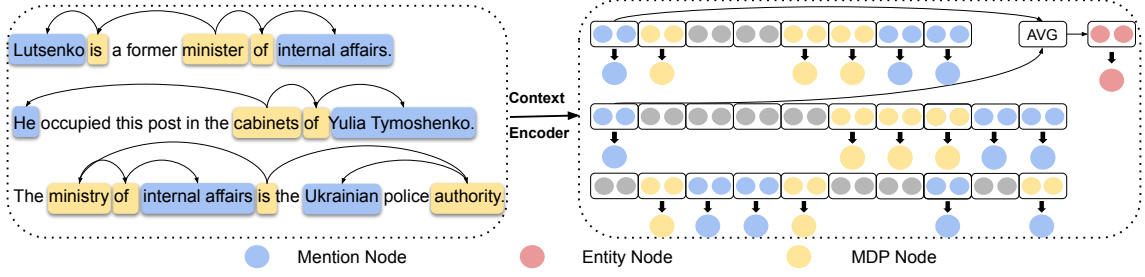 Lutsenko is a former minister of internal affairs.
He occupied this post in the cabinets of Yulia Tymoshenko.
The ministry of internal affairs is the Ukrainian police authority.
Context
Encoder
AVG
Mention Node
Entity Node
MDP Node